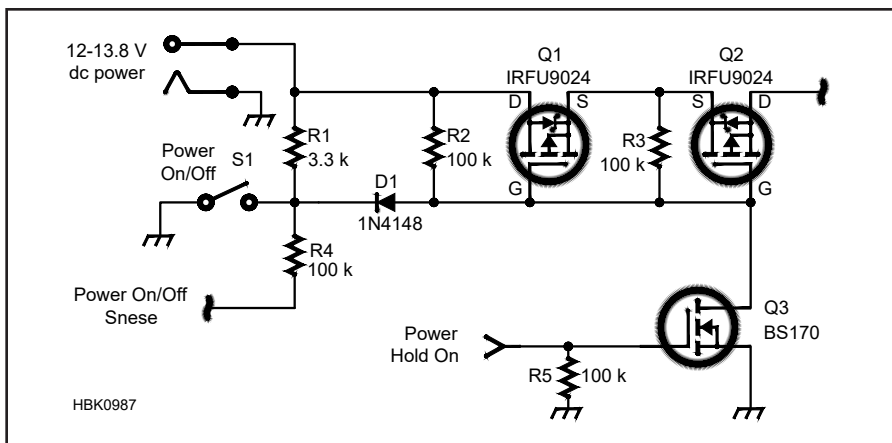 12-13.8 V
dc power
Power
On/Off
S1
R1
3.3 k
R2
100 k
D1
1N4148
R4
100 k
Power On/Off
Snese
Q1
IRFU9024
D
S
G
R3
100 k
Q2
IRFU9024
S
D
G
Power
Hold On
R5
100 k
Q3
BS170
HBK0987